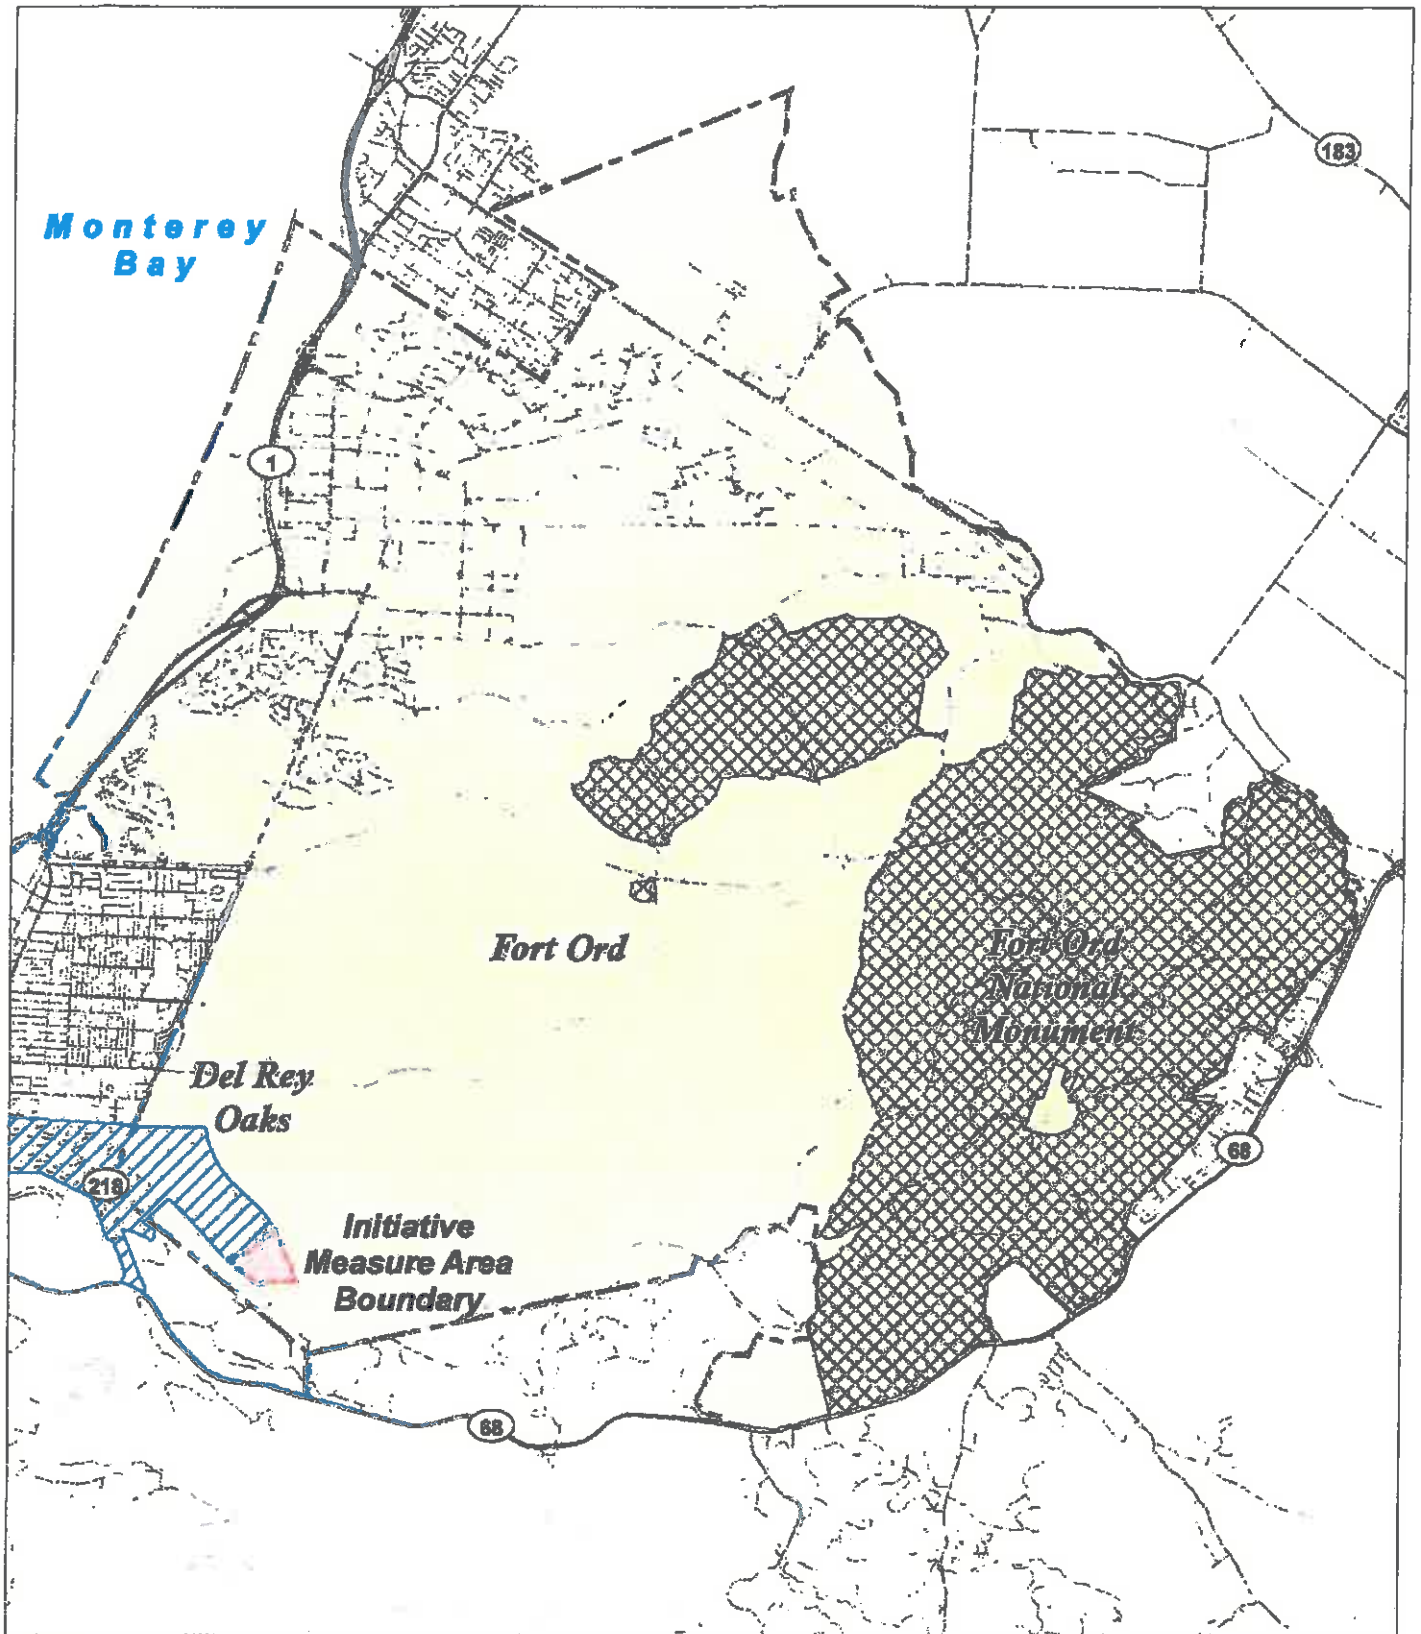 183
Monterey
Bay
1
Fort Ord
Fort Ord
National
Monument
Del Rey
Oaks
68
218
Initiative
Measure Area
Boundary
68